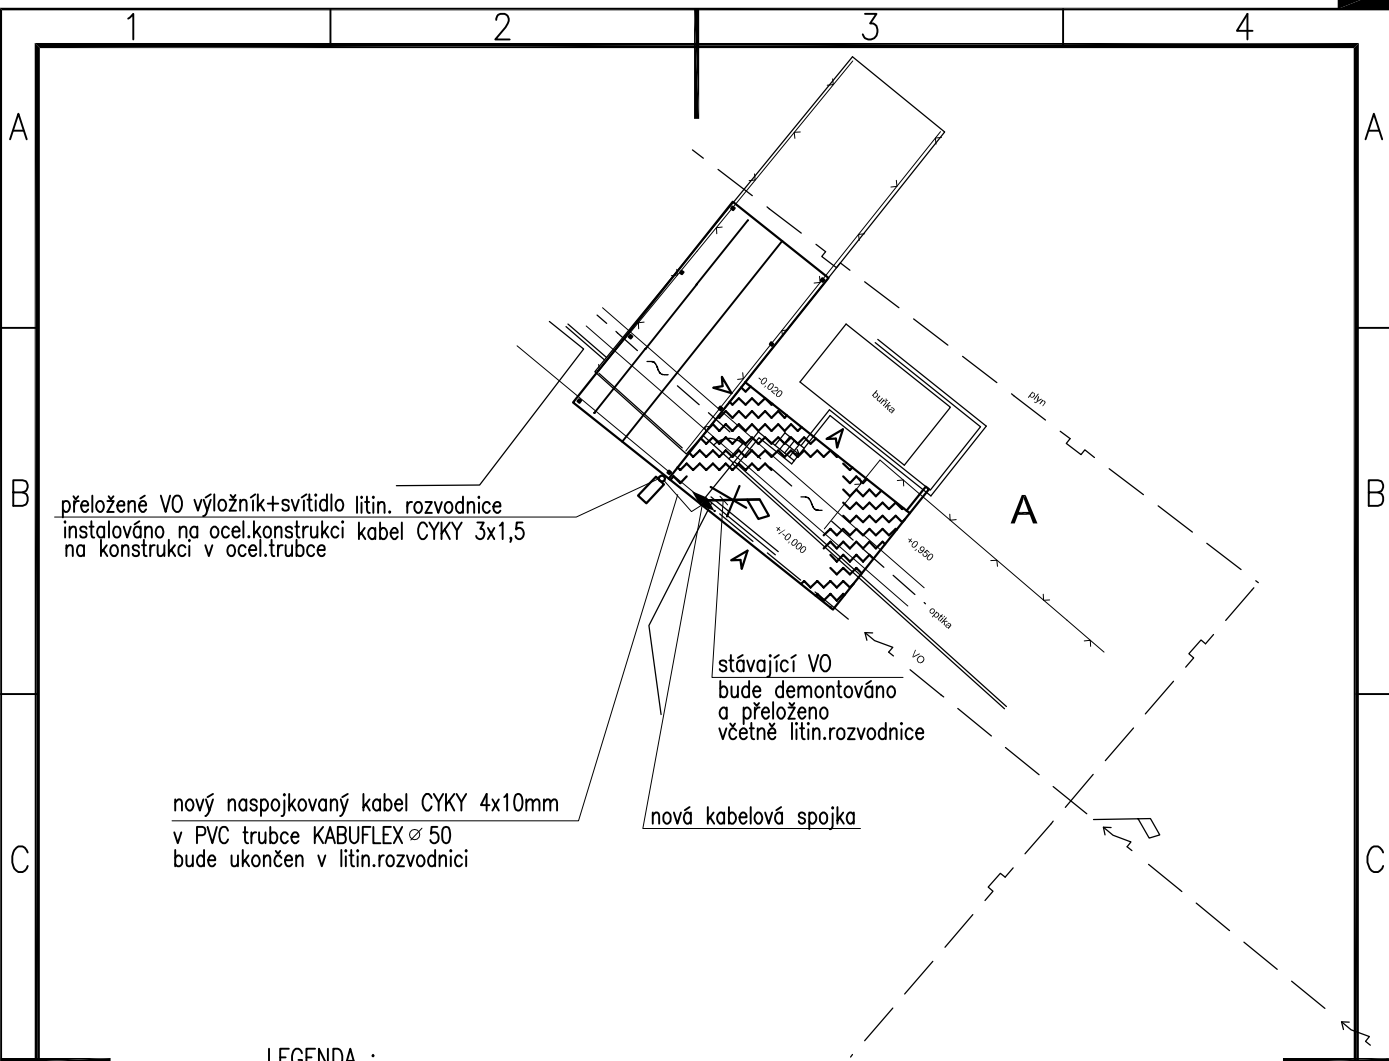 1 2 3 4
A A
-0,020
buňka
plyn
A
B B
přeložené VO výložník+svítidlo litin. rozvodnice
instalováno na ocel.konstrukci kabel CYKY 3x1,5
na konstrukci v ocel.trubce
+/-0,000
+0,950
optika
VO
stávající VO
bude demontováno
a přeloženo
včetně litin.rozvodnice
nový naspojkovaný kabel CYKY 4x10mm
v PVC trubce KABUFLEX ⌀ 50
bude ukončen v litin.rozvodnici
nová kabelová spojka
C C
LEGENDA :